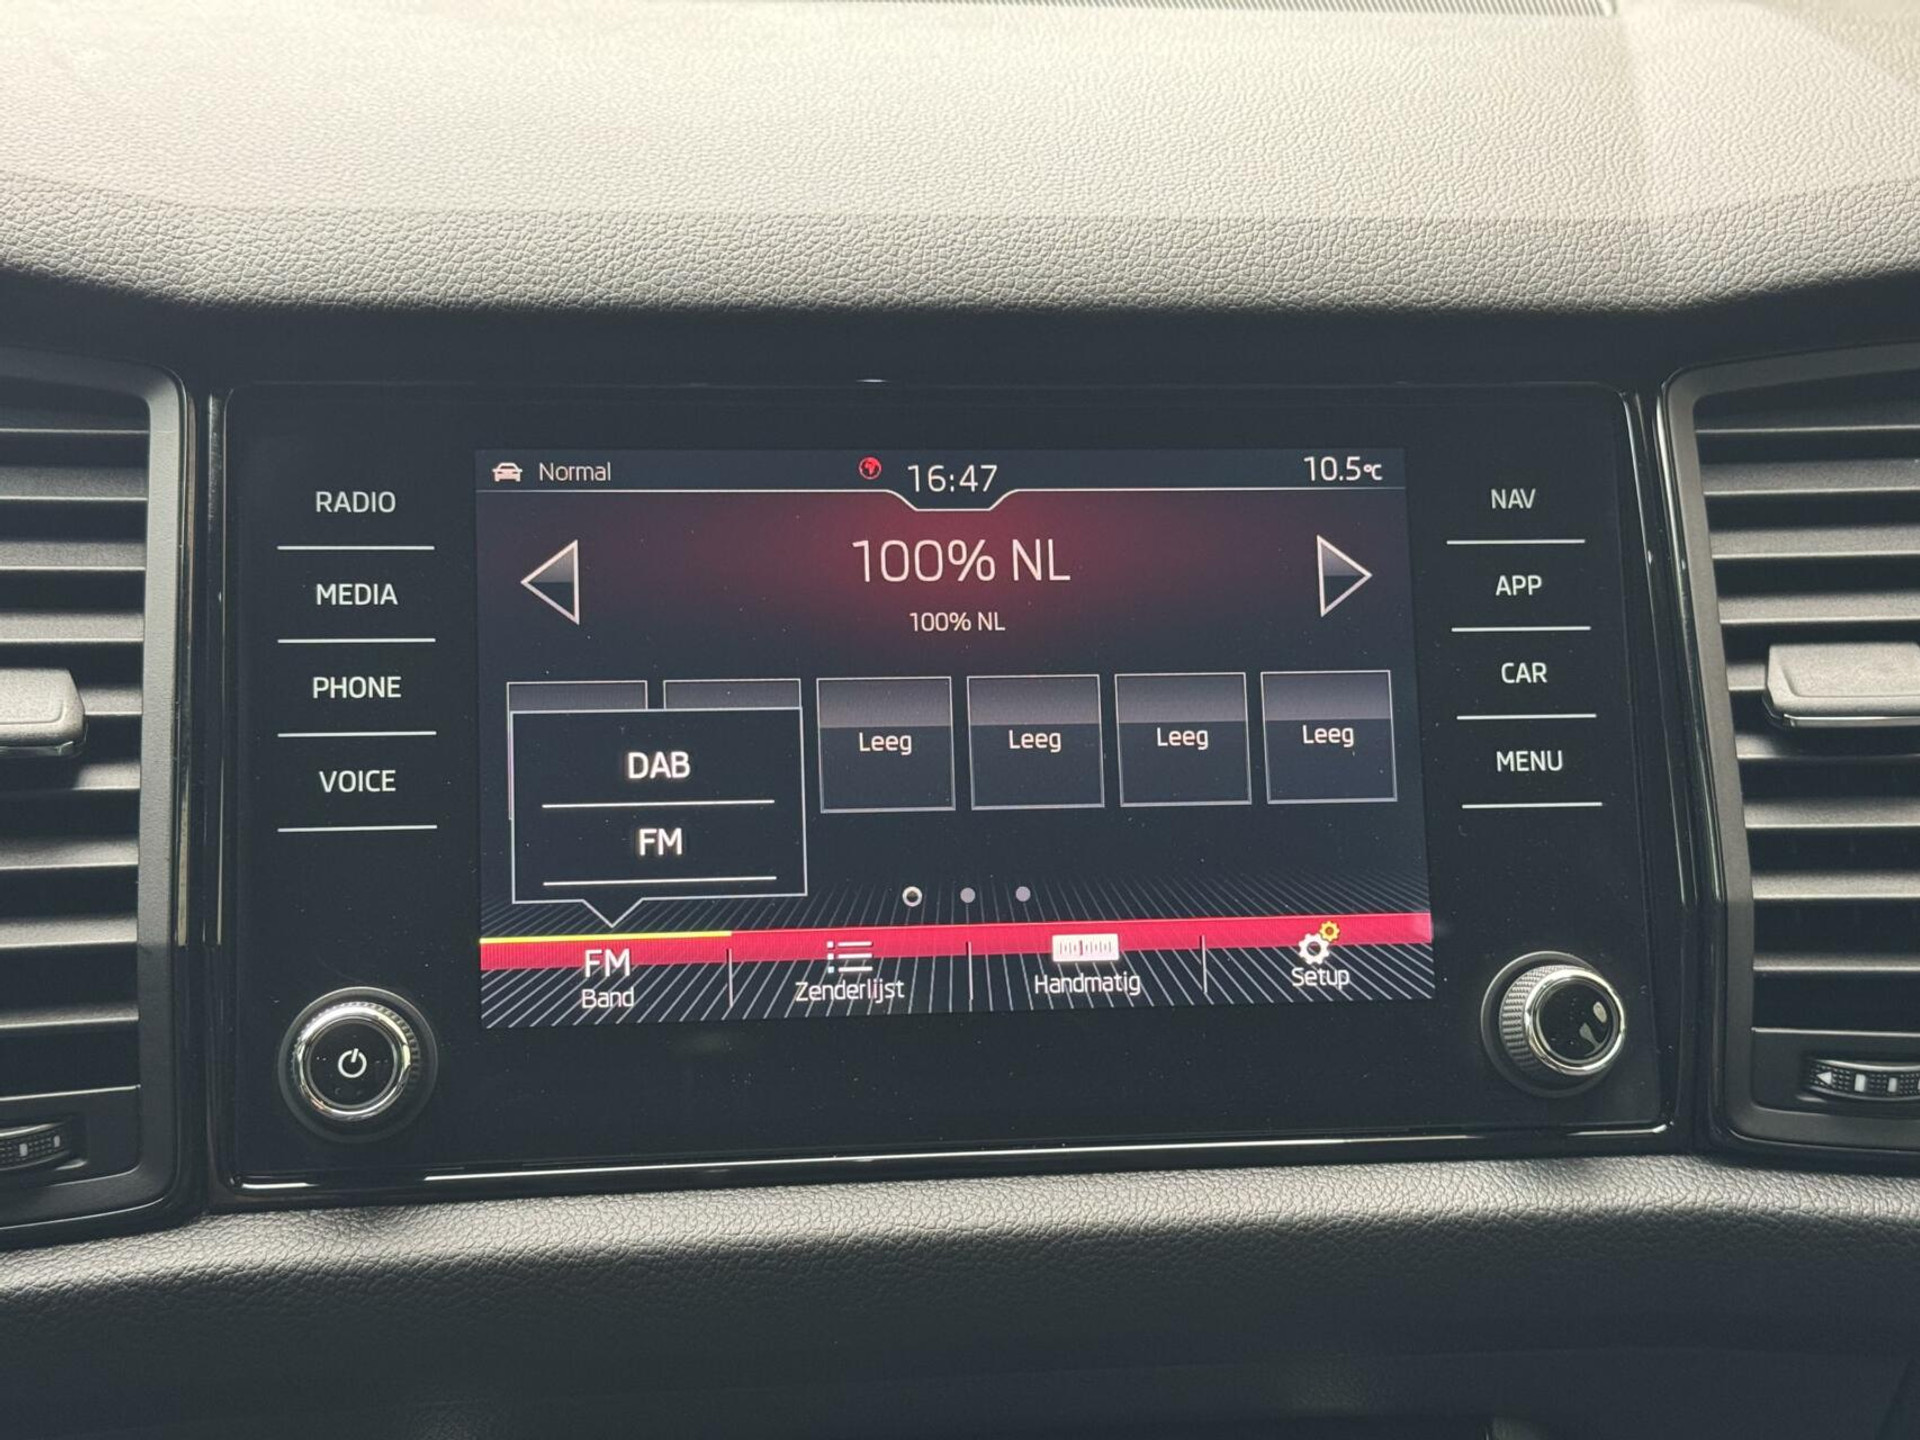 Normal
16:47
10.5°C
RADIO
MEDIA
PHONE
VOICE
100% NL
100% NL
DAB
FM
Leeg
Leeg
Leeg
Leeg
FM
Band
Zenderlijst
Handmatig
Setup
NAV
APP
CAR
MENU